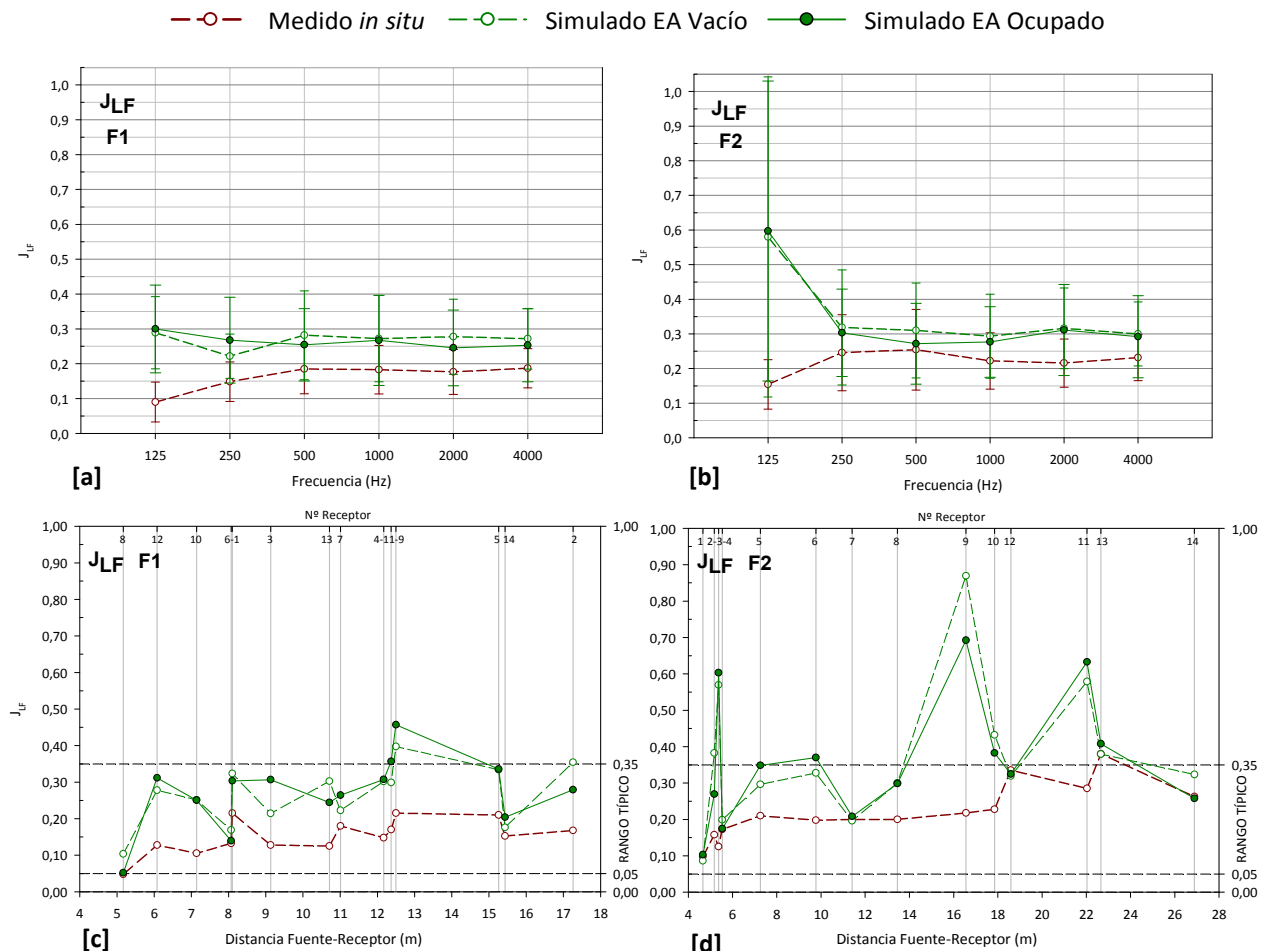 Medido in situ Simulado EA Vacío Simulado EA Ocupado
1,0
0,9
0,8
0,7
0,6
0,5
0,4
0,3
0,2
0,1
0,0
J_LF
J_LF
F1
125 250 500 1000 2000 4000
Frecuencia (Hz)
[a]
1,0
0,9
0,8
0,7
0,6
0,5
0,4
0,3
0,2
0,1
0,0
J_LF
F2
125 250 500 1000 2000 4000
Frecuencia (Hz)
[b]
Nº Receptor
8 12 10 6-1 3 13 7 4-11-9 5 14 2
1,00
0,90
0,80
0,70
0,60
0,50
0,40
0,30
0,20
0,10
0,00
J_LF
J_LF F1
1,00
0,35
0,05
0,00
RANGO TÍPICO
4 5 6 7 8 9 10 11 12 13 14 15 16 17 18
Distancia Fuente-Receptor (m)
[c]
Nº Receptor
1 2-3-4 5 6 7 8 9 10 12 11 13 14
1,00
0,90
0,80
0,70
0,60
0,50
0,40
0,30
0,20
0,10
0,00
J_LF F2
1,00
0,35
0,05
0,00
RANGO TÍPICO
4 6 8 10 12 14 16 18 20 22 24 26 28
Distancia Fuente-Receptor (m)
[d]